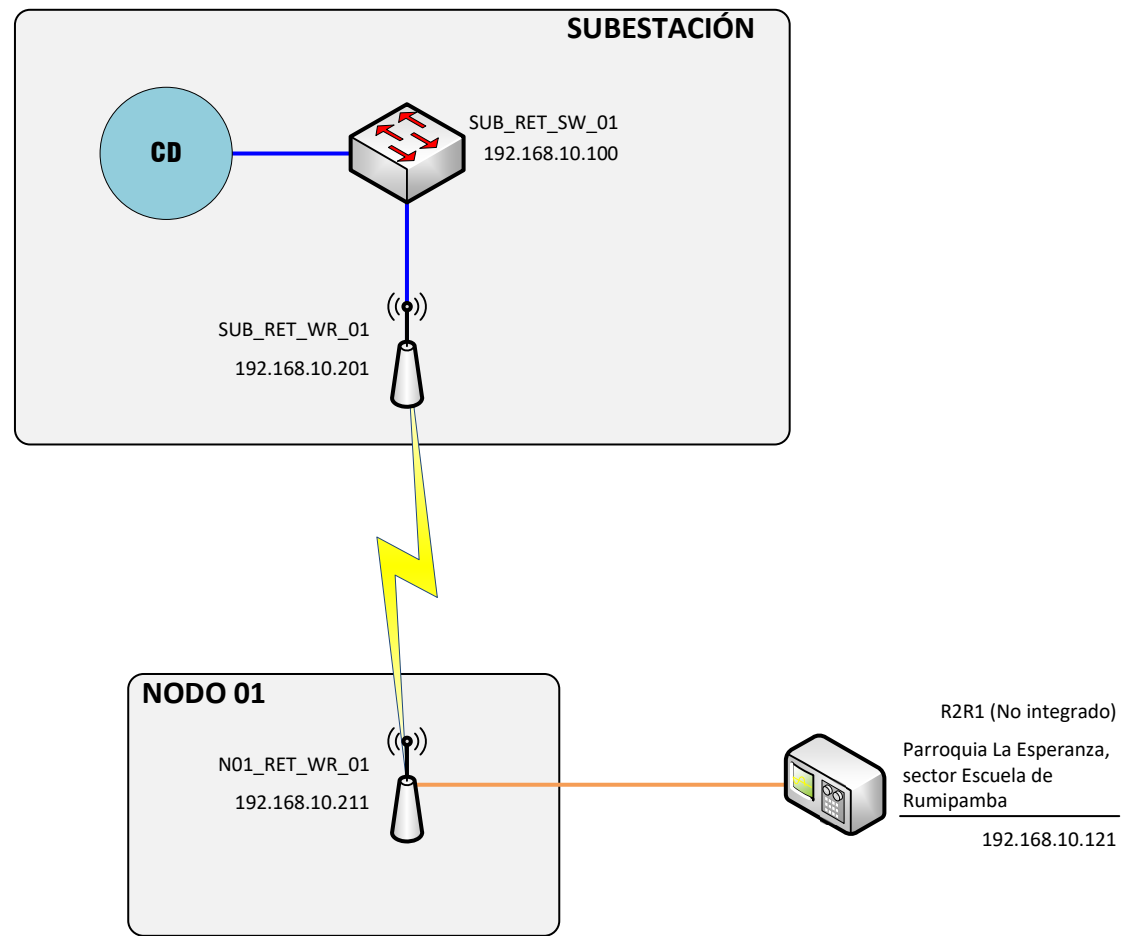 SUBESTACIÓN
CD
SUB_RET_SW_01
192.168.10.100
SUB_RET_WR_01
192.168.10.201
NODO 01
N01_RET_WR_01
192.168.10.211
R2R1 (No integrado)
Parroquia La Esperanza,
sector Escuela de
Rumipamba
192.168.10.121